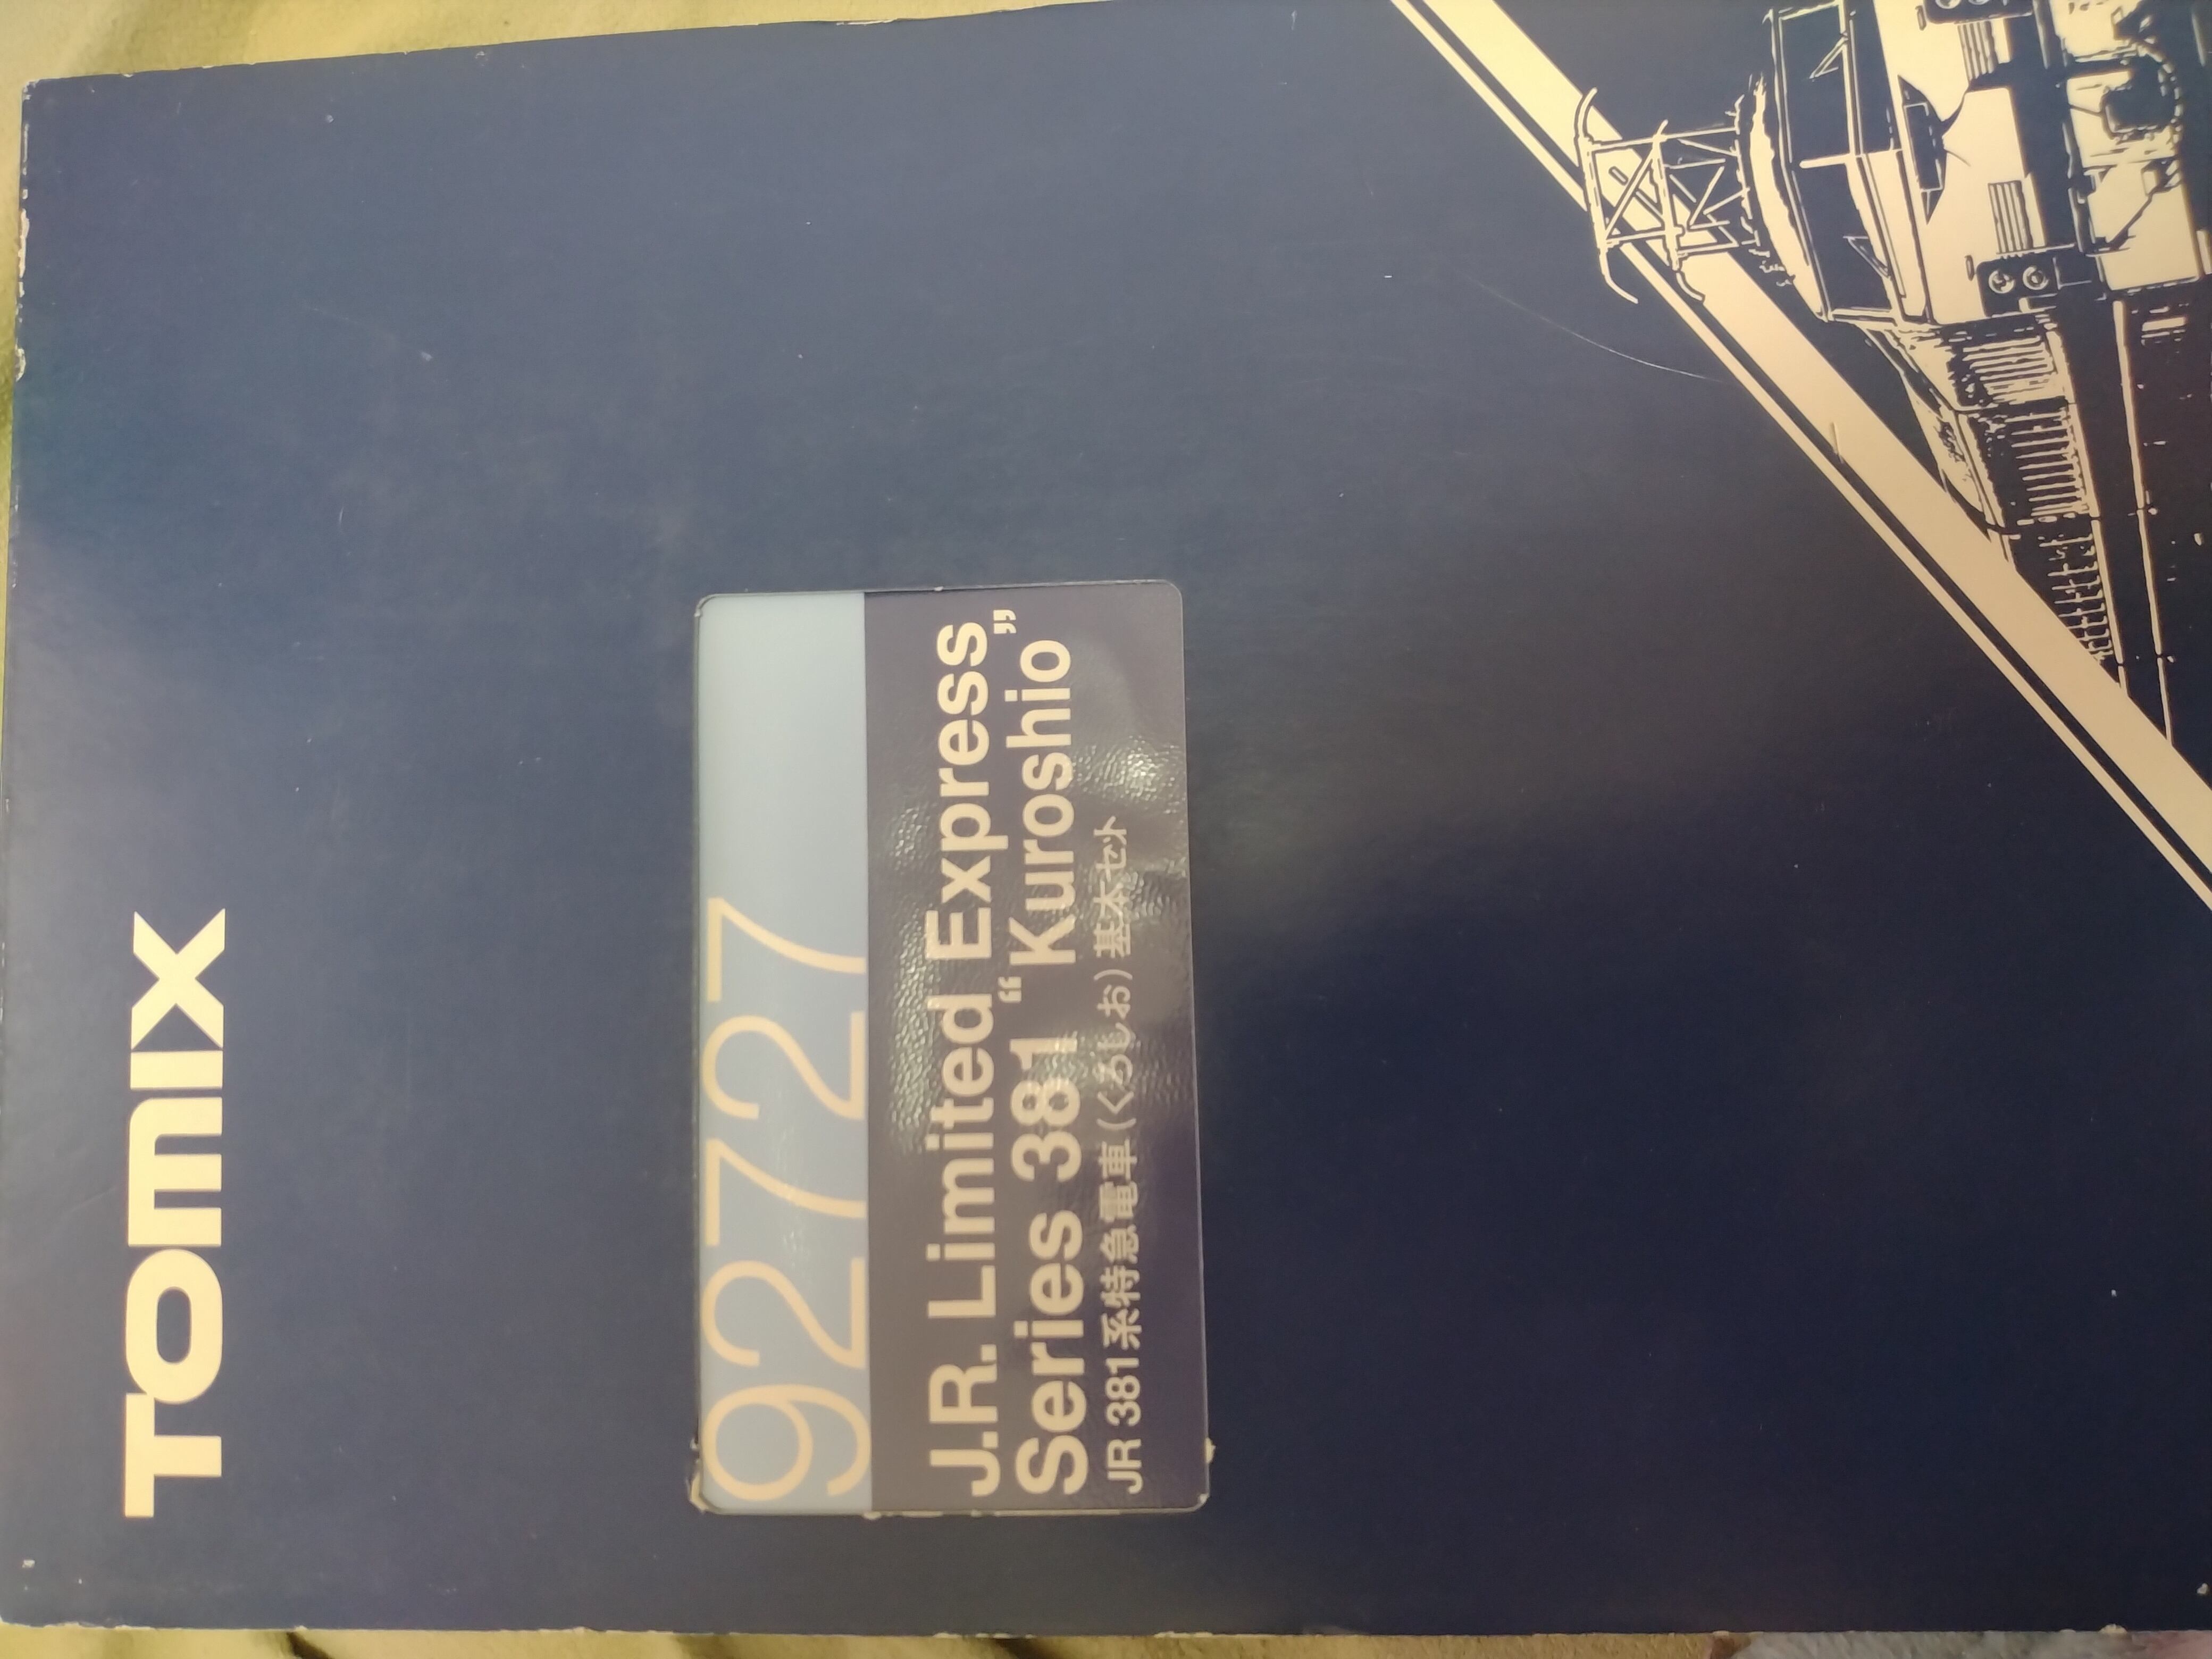 TOMIX
92727
J.R. Limited Express
Series 381 “Kuroshio”
JR 381系特急電車(くろしお)基本セット